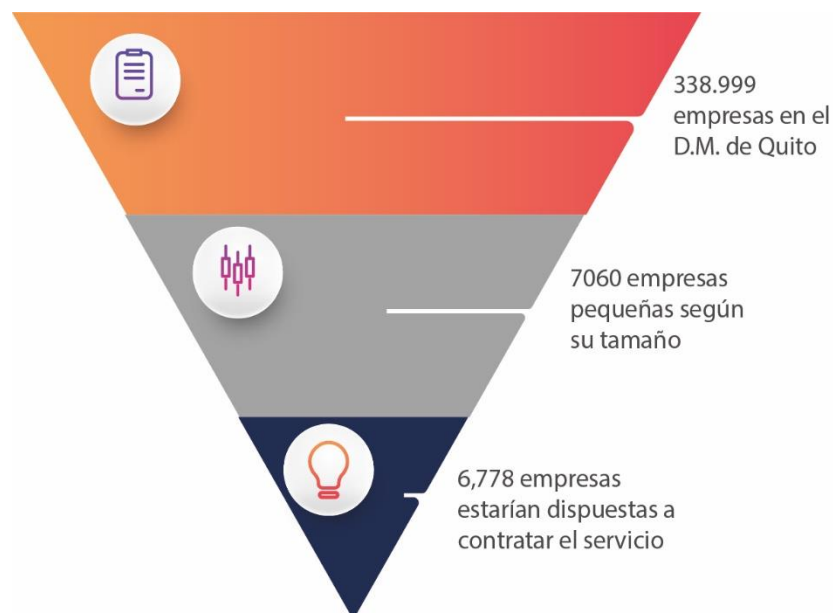 338.999
empresas en el
D.M. de Quito
7060 empresas
pequeñas según
su tamaño
6,778 empresas
estarían dispuestas a
contratar el servicio